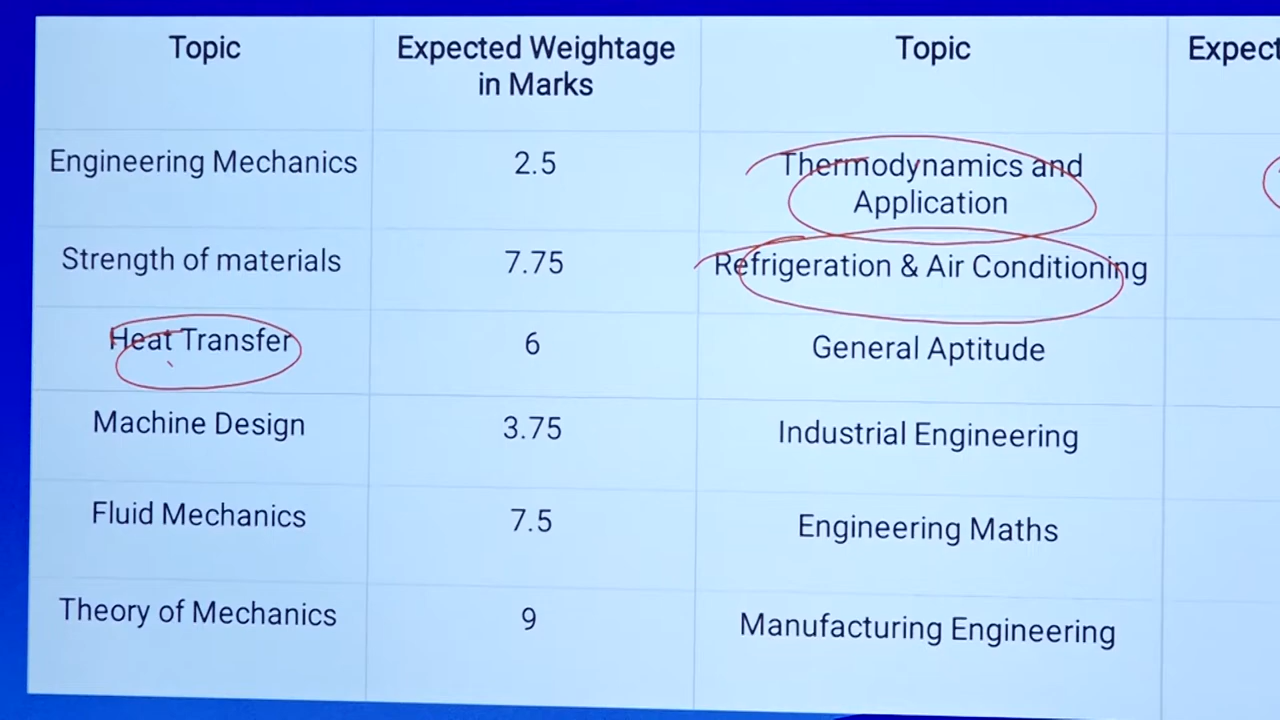 Topic
Expected Weightage
in Marks
Topic
Expect
Engineering Mechanics
2.5
Thermodynamics and
Application
Strength of materials
7.75
Refrigeration & Air Conditioning
Heat Transfer
6
General Aptitude
Machine Design
3.75
Industrial Engineering
Fluid Mechanics
7.5
Engineering Maths
Theory of Mechanics
9
Manufacturing Engineering